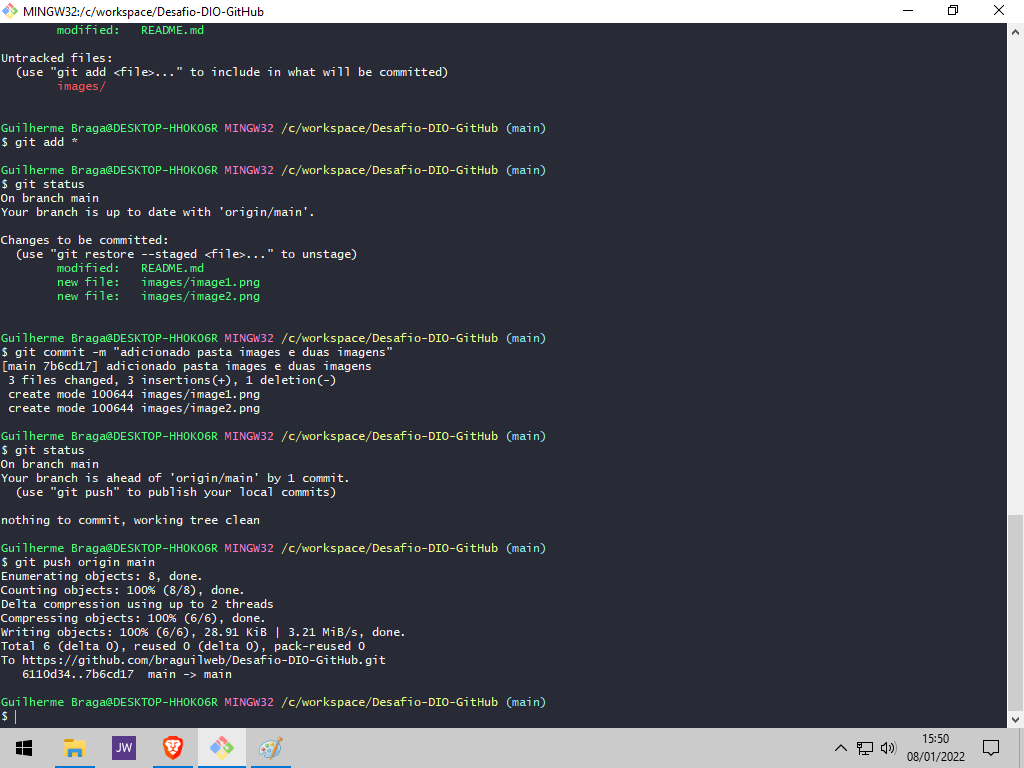 MINGW32:/c/workspace/Desafio-DIO-GitHub
modified:   README.md
Untracked files:
  (use "git add <file>..." to include in what will be committed)
        images/
Guilherme Braga@DESKTOP-HHOKO6R MINGW32 /c/workspace/Desafio-DIO-GitHub (main)
$ git add *
Guilherme Braga@DESKTOP-HHOKO6R MINGW32 /c/workspace/Desafio-DIO-GitHub (main)
$ git status
On branch main
Your branch is up to date with 'origin/main'.
Changes to be committed:
  (use "git restore --staged <file>..." to unstage)
        modified:   README.md
        new file:   images/image1.png
        new file:   images/image2.png
Guilherme Braga@DESKTOP-HHOKO6R MINGW32 /c/workspace/Desafio-DIO-GitHub (main)
$ git commit -m "adicionado pasta images e duas imagens"
[main 7b6cd17] adicionado pasta images e duas imagens
 3 files changed, 3 insertions(+), 1 deletion(-)
 create mode 100644 images/image1.png
 create mode 100644 images/image2.png
Guilherme Braga@DESKTOP-HHOKO6R MINGW32 /c/workspace/Desafio-DIO-GitHub (main)
$ git status
On branch main
Your branch is ahead of 'origin/main' by 1 commit.
  (use "git push" to publish your local commits)
nothing to commit, working tree clean
Guilherme Braga@DESKTOP-HHOKO6R MINGW32 /c/workspace/Desafio-DIO-GitHub (main)
$ git push origin main
Enumerating objects: 8, done.
Counting objects: 100% (8/8), done.
Delta compression using up to 2 threads
Compressing objects: 100% (6/6), done.
Writing objects: 100% (6/6), 28.91 KiB | 3.21 MiB/s, done.
Total 6 (delta 0), reused 0 (delta 0), pack-reused 0
To https://github.com/braguilweb/Desafio-DIO-GitHub.git
   6110d34..7b6cd17  main -> main
Guilherme Braga@DESKTOP-HHOKO6R MINGW32 /c/workspace/Desafio-DIO-GitHub (main)
$
JW
15:50
08/01/2022